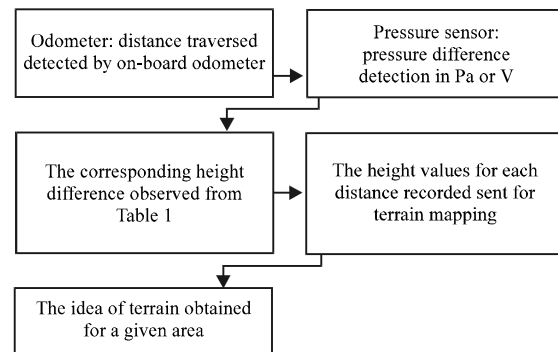 Odometer: distance traversed
detected by on-board odometer
Pressure sensor:
pressure difference
detection in Pa or V
The corresponding height
difference observed from
Table 1
The height values for each
distance recorded sent for
terrain mapping
The idea of terrain obtained
for a given area